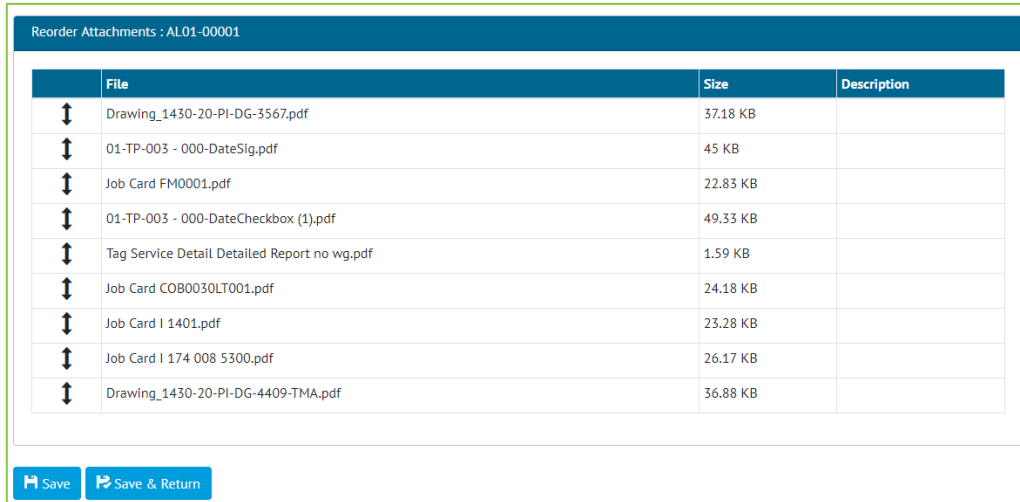 Reorder Attachments : AL01-00001
File Size Description
Drawing_1430-20-PI-DG-3567.pdf 37.18 KB
01-TP-003 - 000-DateSig.pdf 45 KB
Job Card FM0001.pdf 22.83 KB
01-TP-003 - 000-DateCheckbox (1).pdf 49.33 KB
Tag Service Detail Detailed Report no wg.pdf 1.59 KB
Job Card COB0030LT001.pdf 24.18 KB
Job Card I 1401.pdf 23.28 KB
Job Card I 174 008 5300.pdf 26.17 KB
Drawing_1430-20-PI-DG-4409-TMA.pdf 36.88 KB
Save Save & Return